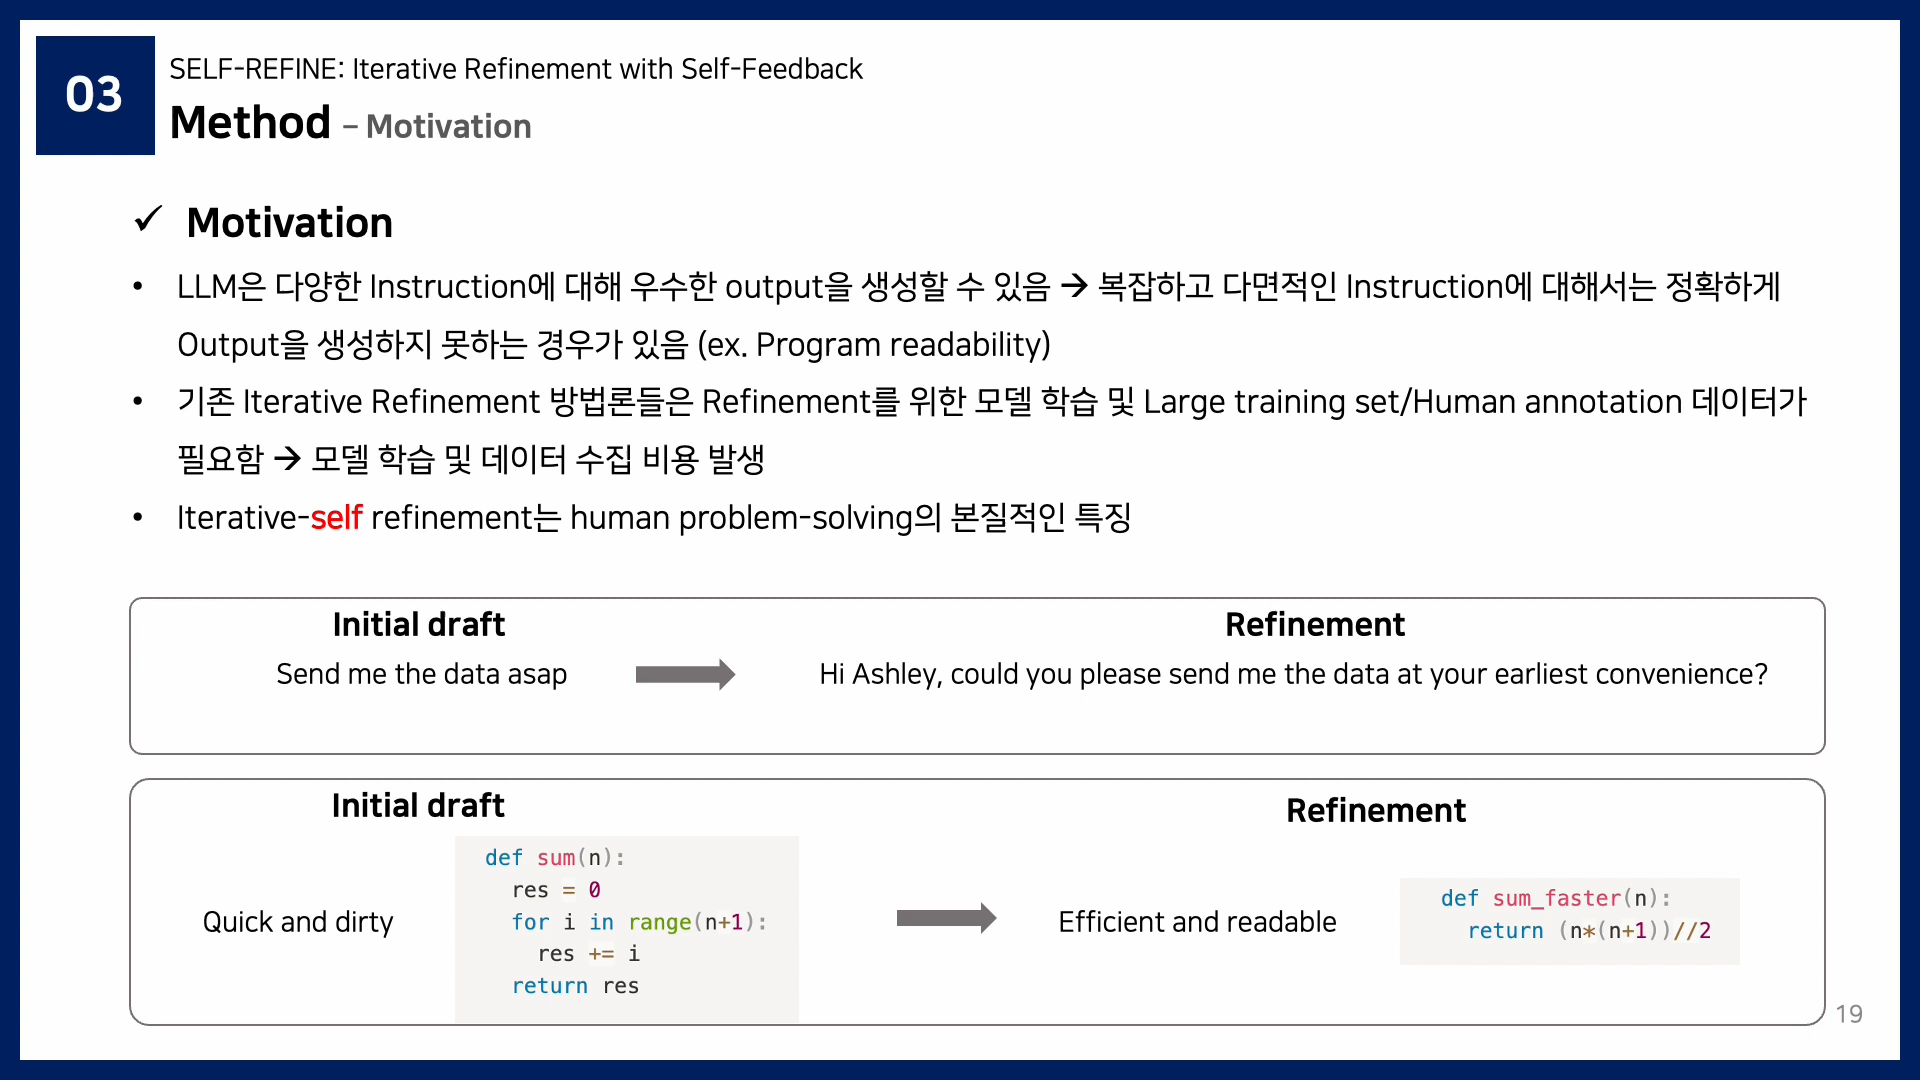 03
SELF-REFINE: Iterative Refinement with Self-Feedback
Method – Motivation
✓ Motivation
• LLM은 다양한 Instruction에 대해 우수한 output을 생성할 수 있음 → 복잡하고 다면적인 Instruction에 대해서는 정확하게
Output을 생성하지 못하는 경우가 있음 (ex. Program readability)
• 기존 Iterative Refinement 방법론들은 Refinement를 위한 모델 학습 및 Large training set/Human annotation 데이터가
필요함 → 모델 학습 및 데이터 수집 비용 발생
• Iterative-self refinement는 human problem-solving의 본질적인 특징
Initial draft
Send me the data asap
Refinement
Hi Ashley, could you please send me the data at your earliest convenience?
Initial draft
Quick and dirty
def sum(n):
  res = 0
  for i in range(n+1):
    res += i
  return res
Refinement
Efficient and readable
def sum_faster(n):
  return (n*(n+1))//2
19